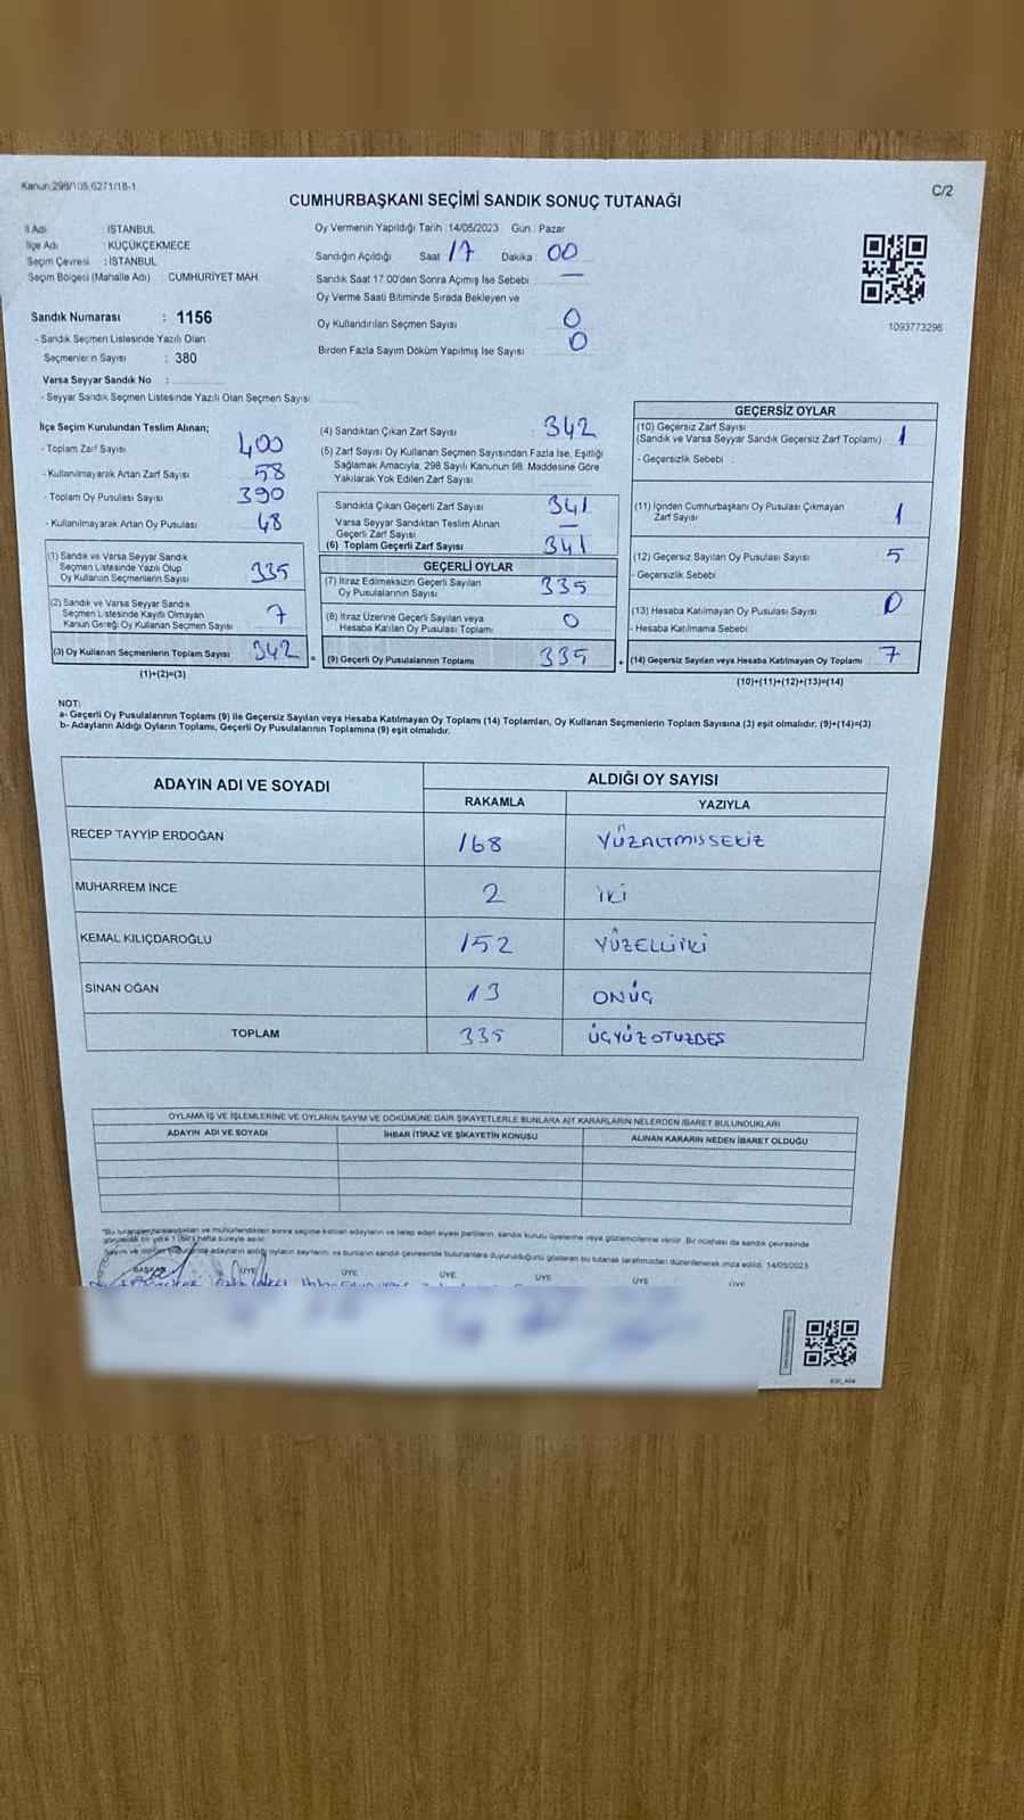 Kanun:298/105,6271/18-1
C/2
CUMHURBAŞKANI SEÇİMİ SANDIK SONUÇ TUTANAĞI
İl Adı : İSTANBUL
İlçe Adı : KÜÇÜKÇEKMECE
Seçim Çevresi : İSTANBUL
Seçim Bölgesi (Mahalle Adı) : CUMHURİYET MAH.
Sandık Numarası : 1156
- Sandık Seçmen Listesinde Yazılı Olan
Seçmenlerin Sayısı : 380
Varsa Seyyar Sandık No :
- Seyyar Sandık Seçmen Listesinde Yazılı Olan Seçmen Sayısı
Oy Vermenin Yapıldığı Tarih : 14/05/2023 Gün : Pazar
Sandığın Açıldığı Saat 17 Dakika 00
Sandık Saat 17:00'den Sonra Açılmış İse Sebebi —
Oy Verme Saati Bitiminde Sırada Bekleyen ve
Oy Kullandırılan Seçmen Sayısı 0
Birden Fazla Sayım Döküm Yapılmış İse Sayısı 0
1093773296
İlçe Seçim Kurulundan Teslim Alınan;
- Toplam Zarf Sayısı 400
- Kullanılmayarak Artan Zarf Sayısı 58
- Toplam Oy Pusulası Sayısı 390
- Kullanılmayarak Artan Oy Pusulası 48
(1) Sandık ve Varsa Seyyar Sandık
Seçmen Listesinde Yazılı Olup
Oy Kullanan Seçmenlerin Sayısı 335
(2) Sandık ve Varsa Seyyar Sandık
Seçmen Listesinde Kayıtlı Olmayan
Kanun Gereği Oy Kullanan Seçmen Sayısı 7
(3) Oy Kullanan Seçmenlerin Toplam Sayısı 342
(1)+(2)=(3)
(4) Sandıktan Çıkan Zarf Sayısı : 342
(5) Zarf Sayısı Oy Kullanan Seçmen Sayısından Fazla İse, Eşitliği
Sağlamak Amacıyla, 298 Sayılı Kanunun 98. Maddesine Göre
Yakılarak Yok Edilen Zarf Sayısı
Sandıkta Çıkan Geçerli Zarf Sayısı 341
Varsa Seyyar Sandıktan Teslim Alınan
Geçerli Zarf Sayısı —
(6) Toplam Geçerli Zarf Sayısı 341
GEÇERLİ OYLAR
(7) İtiraz Edilmeksizin Geçerli Sayılan
Oy Pusulalarının Sayısı 335
(8) İtiraz Üzerine Geçerli Sayılan veya
Hesaba Katılan Oy Pusulası Toplamı 0
= (9) Geçerli Oy Pusulalarının Toplamı 335
GEÇERSİZ OYLAR
(10) Geçersiz Zarf Sayısı
(Sandık ve Varsa Seyyar Sandık Geçersiz Zarf Toplamı) 1
- Geçersizlik Sebebi :
(11) İçinden Cumhurbaşkanı Oy Pusulası Çıkmayan
Zarf Sayısı 1
(12) Geçersiz Sayılan Oy Pusulası Sayısı 5
- Geçersizlik Sebebi
(13) Hesaba Katılmayan Oy Pusulası Sayısı 0
- Hesaba Katılmama Sebebi
+ (14) Geçersiz Sayılan veya Hesaba Katılmayan Oy Toplamı 7
(10)+(11)+(12)+(13)=(14)
NOT:
a- Geçerli Oy Pusulalarının Toplamı (9) ile Geçersiz Sayılan veya Hesaba Katılmayan Oy Toplamı (14) Toplamları, Oy Kullanan Seçmenlerin Toplam Sayısına (3) eşit olmalıdır. (9)+(14)=(3)
b- Adayların Aldığı Oyların Toplamı, Geçerli Oy Pusulalarının Toplamına (9) eşit olmalıdır.
ADAYIN ADI VE SOYADI
ALDIĞI OY SAYISI
RAKAMLA YAZIYLA
RECEP TAYYİP ERDOĞAN 168 YÜZALTMIŞSEKİZ
MUHARREM İNCE 2 İKİ
KEMAL KILIÇDAROĞLU 152 YÜZELLİİKİ
SİNAN OĞAN 13 ONÜÇ
TOPLAM 335 ÜÇYÜZOTUZBEŞ
OYLAMA İŞ VE İŞLEMLERİNE VE OYLARIN SAYIM VE DÖKÜMÜNE DAİR ŞİKAYETLERLE BUNLARA AİT KARARLARIN NELERDEN İBARET BULUNDUKLARI
ADAYIN ADI VE SOYADI İHBAR İTİRAZ VE ŞİKAYETİN KONUSU ALINAN KARARIN NEDEN İBARET OLDUĞU
BAŞKAN ÜYE ÜYE ÜYE ÜYE ÜYE ÜYE